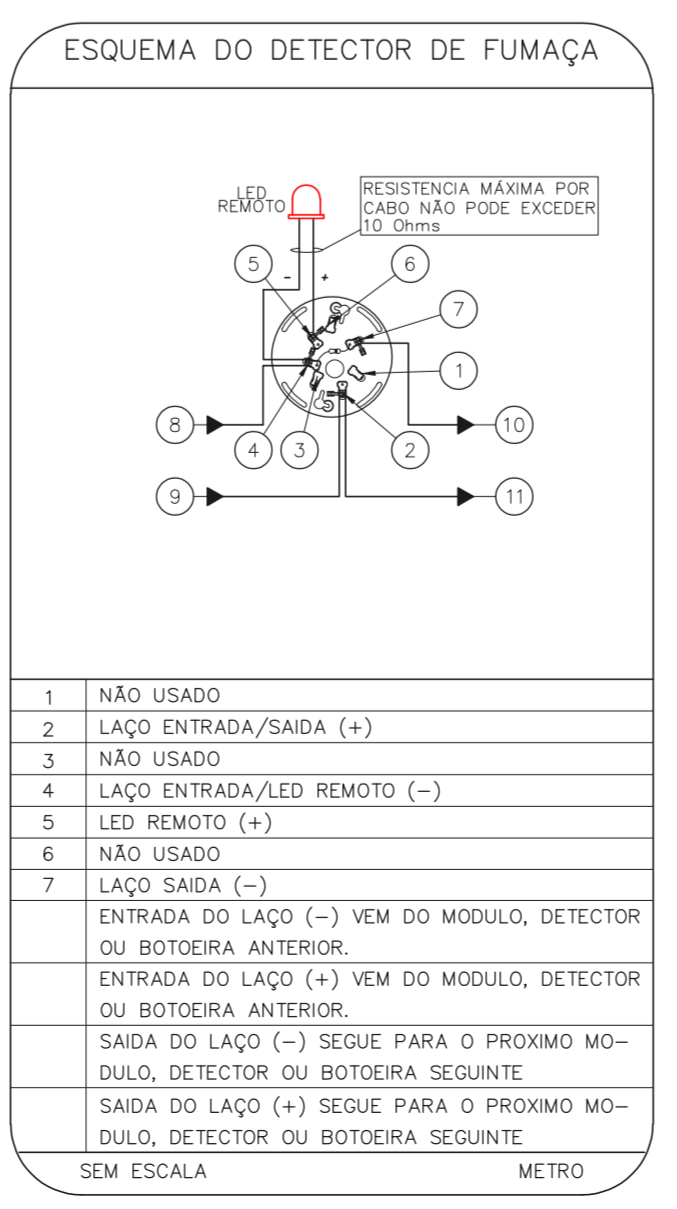 ESQUEMA DO DETECTOR DE FUMAÇA
LED
REMOTO
RESISTENCIA MÁXIMA POR
CABO NÃO PODE EXCEDER
10 Ohms
5
6
- +
7
1
8
10
4
3
2
9
11
1 NÃO USADO
2 LAÇO ENTRADA/SAIDA (+)
3 NÃO USADO
4 LAÇO ENTRADA/LED REMOTO (-)
5 LED REMOTO (+)
6 NÃO USADO
7 LAÇO SAIDA (-)
ENTRADA DO LAÇO (-) VEM DO MODULO, DETECTOR
OU BOTOEIRA ANTERIOR.
ENTRADA DO LAÇO (+) VEM DO MODULO, DETECTOR
OU BOTOEIRA ANTERIOR.
SAIDA DO LAÇO (-) SEGUE PARA O PROXIMO MO-
DULO, DETECTOR OU BOTOEIRA SEGUINTE
SAIDA DO LAÇO (+) SEGUE PARA O PROXIMO MO-
DULO, DETECTOR OU BOTOEIRA SEGUINTE
SEM ESCALA METRO